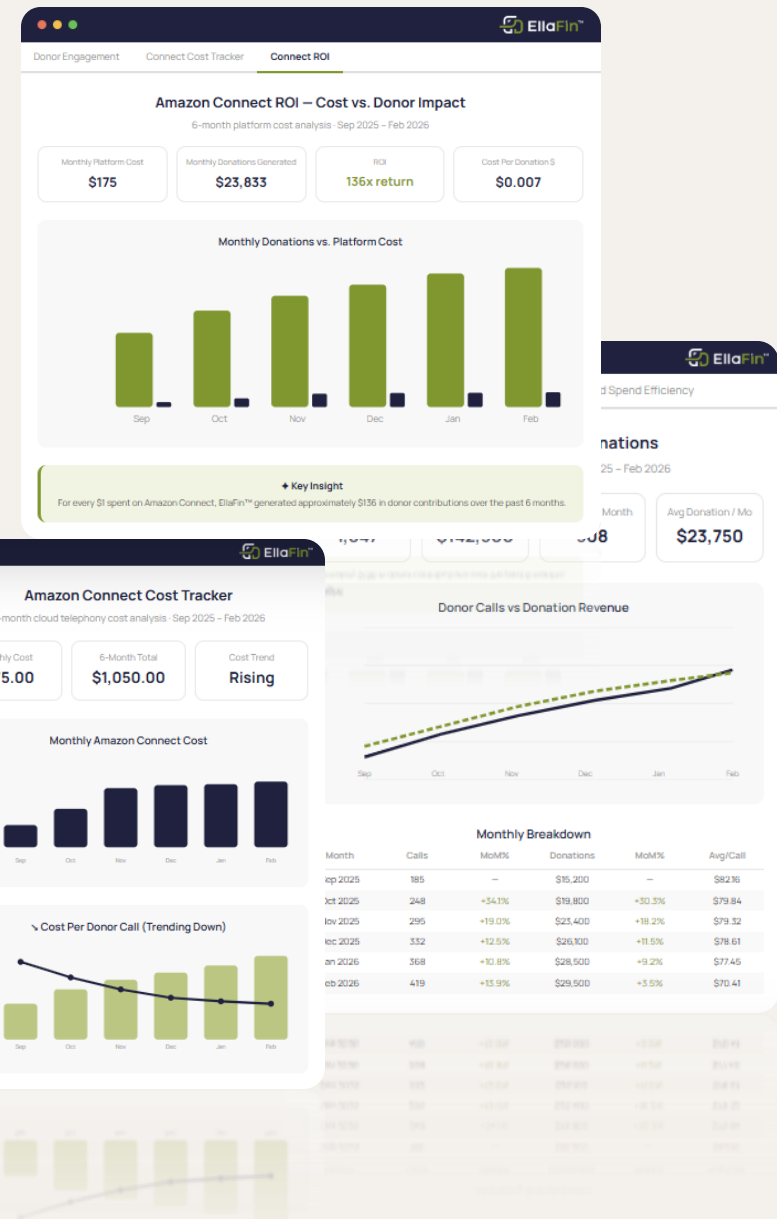 EllaFin™
Donor Engagement
Connect Cost Tracker
Connect ROI
Amazon Connect ROI — Cost vs. Donor Impact
6-month platform cost analysis · Sep 2025 – Feb 2026
Monthly Platform Cost
$175
Monthly Donations Generated
$23,833
ROI
136x return
Cost Per Donation $
$0.007
Monthly Donations vs. Platform Cost
Sep Oct Nov Dec Jan Feb
✦ Key Insight
For every $1 spent on Amazon Connect, EllaFin™ generated approximately $136 in donor contributions over the past 6 months.
EllaFin™
d Spend Efficiency
nations
25 – Feb 2026
Month
Avg Donation / Mo
$23,750
Donor Calls vs Donation Revenue
Sep Oct Nov Dec Jan Feb
Monthly Breakdown
Month Calls MoM% Donations MoM% Avg/Call
ep 2025 185 — $15,200 — $82.16
Oct 2025 248 +34.1% $19,800 +30.3% $79.84
ov 2025 295 +19.0% $23,400 +18.2% $79.32
ec 2025 332 +12.5% $26,100 +11.5% $78.61
an 2026 368 +10.8% $28,500 +9.2% $77.45
eb 2026 419 +13.9% $29,500 +3.5% $70.41
EllaFin™
Amazon Connect Cost Tracker
-month cloud telephony cost analysis · Sep 2025 – Feb 2026
hly Cost
5.00
6-Month Total
$1,050.00
Cost Trend
Rising
Monthly Amazon Connect Cost
Sep Oct Nov Dec Jan Feb
↘ Cost Per Donor Call (Trending Down)
Sep Oct Nov Dec Jan Feb